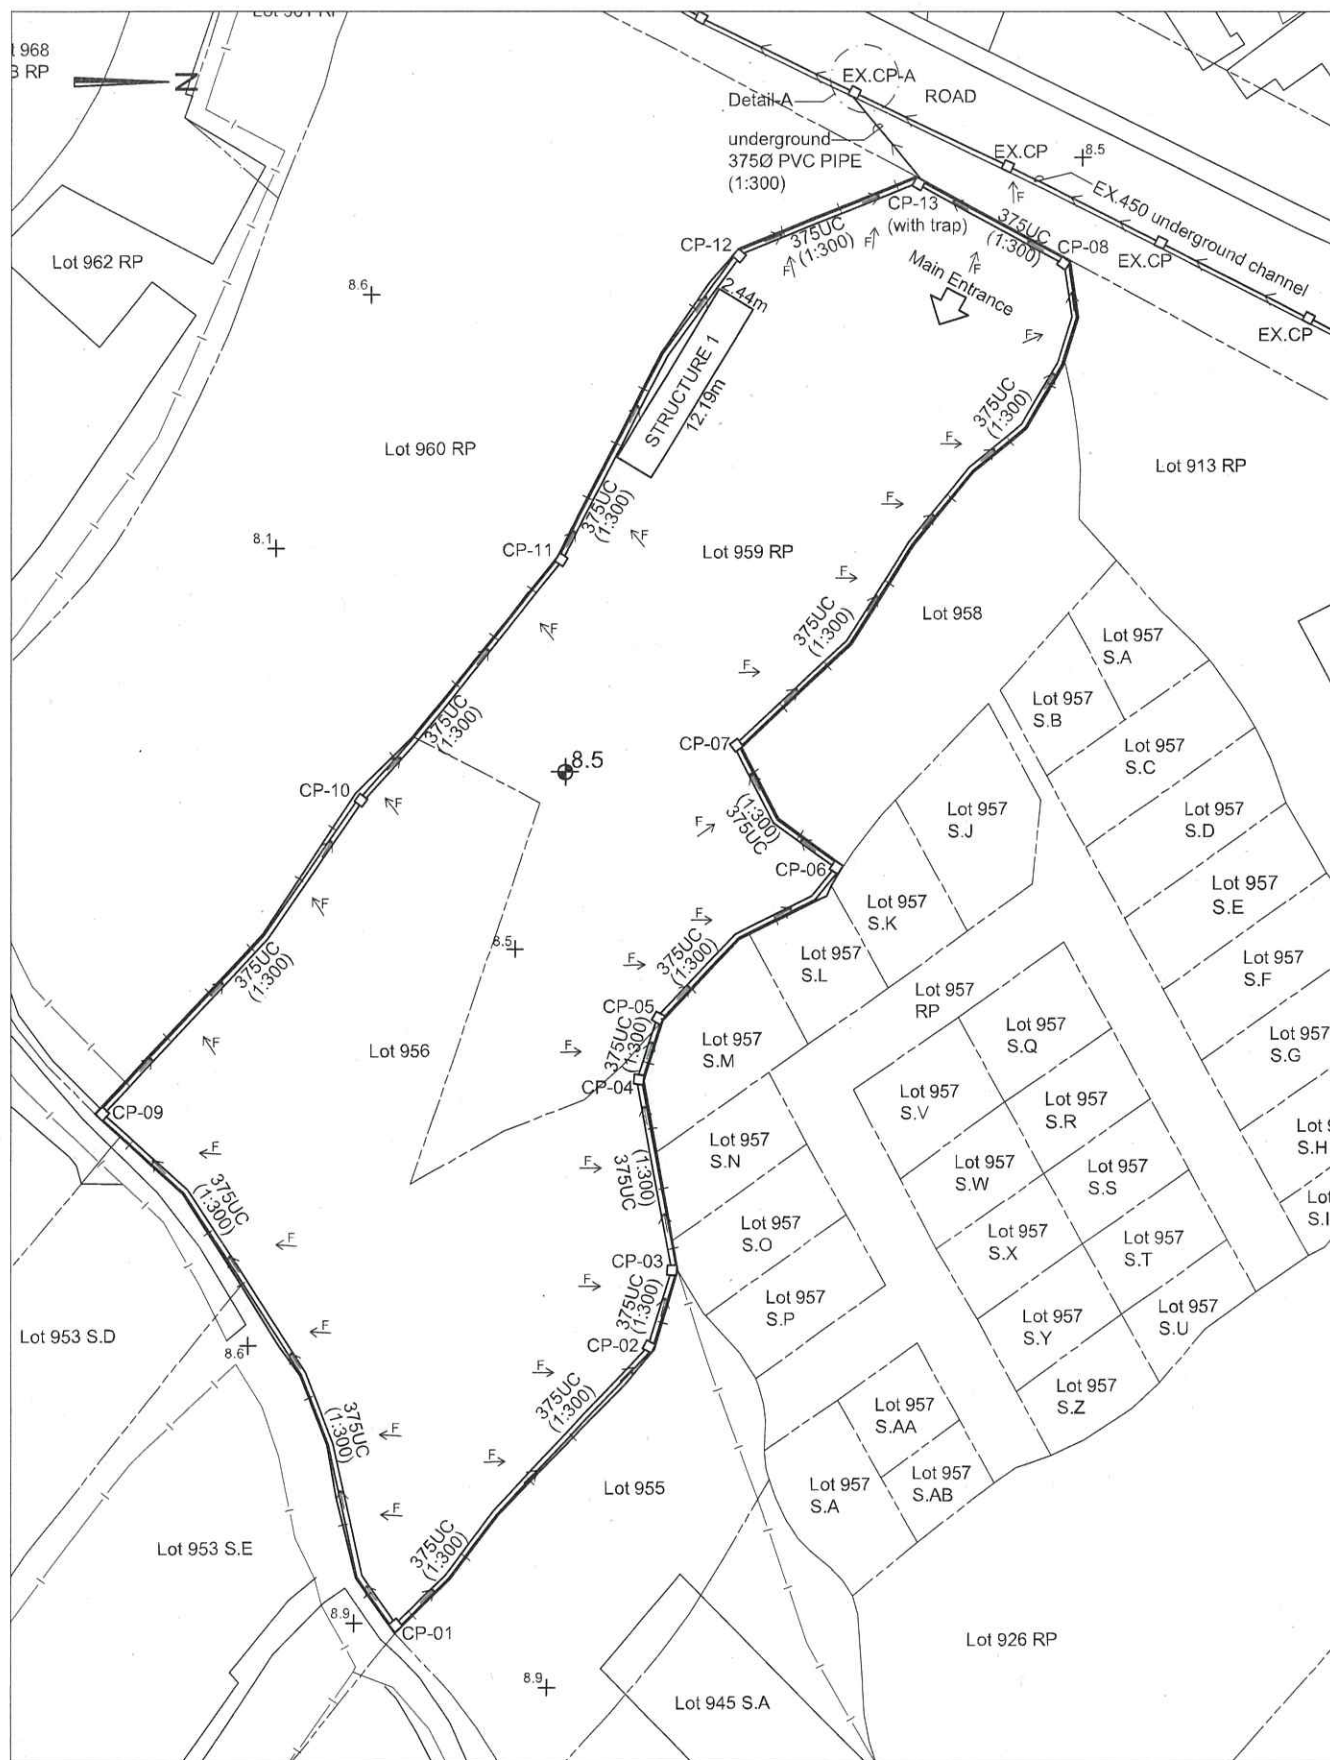 Lot 961 RP
968
B RP
N
EX.CP-A
Detail-A
ROAD
underground
375Ø PVC PIPE
(1:300)
EX.CP
8.5
EX.450 underground channel
CP-13
(with trap)
375UC
(1:300)
CP-08
EX.CP
EX.CP
CP-12
375UC
(1:300)
F
F
F
F
Main Entrance
Lot 962 RP
8.6
2.44m
STRUCTURE 1
12.19m
F
375UC
(1:300)
F
Lot 960 RP
Lot 913 RP
375UC
(1:300)
F
F
8.1
CP-11
Lot 959 RP
F
Lot 958
375UC
(1:300)
F
F
Lot 957
S.A
Lot 957
S.B
Lot 957
S.C
375UC
(1:300)
CP-07
8.5
CP-10
F
(1:300)
375UC
F
Lot 957
S.J
Lot 957
S.D
CP-06
Lot 957
S.E
Lot 957
S.K
F
F
375UC
(1:300)
8.5
375UC
(1:300)
F
Lot 957
S.L
Lot 957
S.F
Lot 957
RP
CP-05
375UC
(1:300)
F
F
Lot 956
Lot 957
S.M
Lot 957
S.Q
Lot 957
S.G
CP-04
Lot 957
S.V
Lot 957
S.R
CP-09
Lot
S.H
F
F
(1:300)
375UC
Lot 957
S.N
Lot 957
S.W
Lot 957
S.S
375UC
(1:300)
Lot
S.I
F
Lot 957
S.O
Lot 957
S.X
Lot 957
S.T
CP-03
F
375UC
(1:300)
Lot 957
S.P
Lot 957
S.Y
Lot 957
S.U
Lot 953 S.D
8.6
F
CP-02
F
375UC
(1:300)
Lot 957
S.Z
Lot 957
S.AA
375UC
(1:300)
F
F
Lot 957
S.A
Lot 957
S.AB
Lot 955
F
Lot 953 S.E
375UC
(1:300)
8.9
CP-01
Lot 926 RP
8.9
Lot 945 S.A